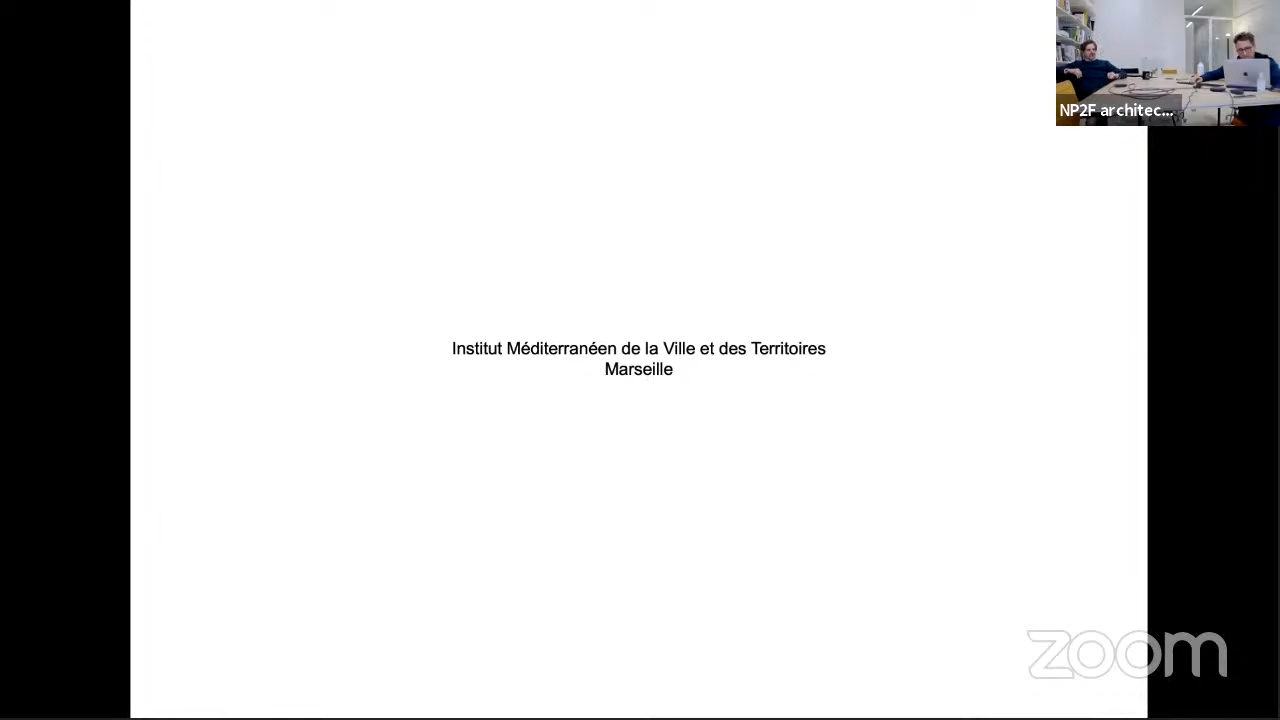 NP2F architec...
Institut Méditerranéen de la Ville et des Territoires
Marseille
zoom